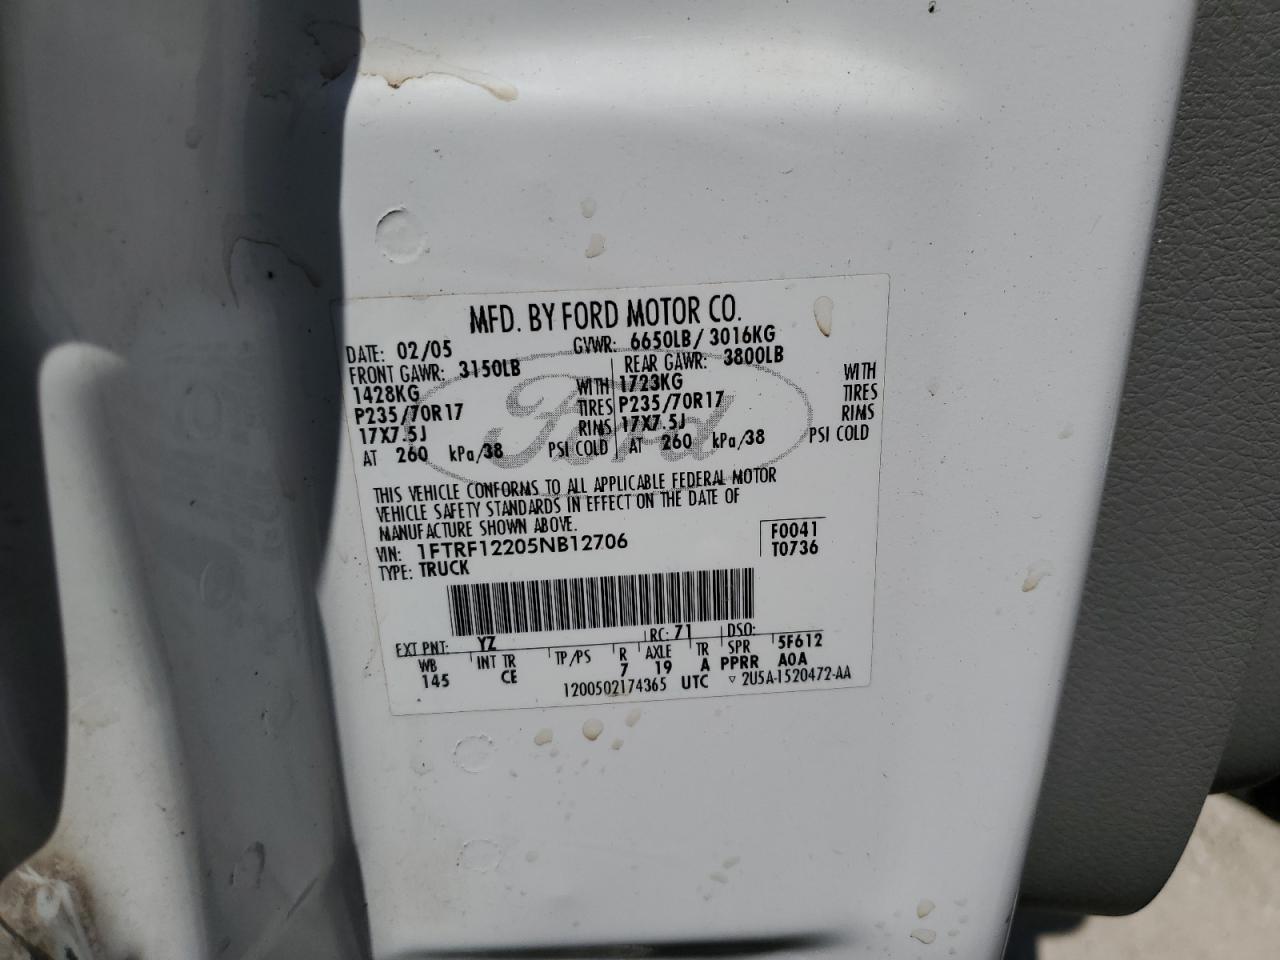 MFD. BY FORD MOTOR CO.
DATE: 02/05 GVWR: 6650LB/ 3016KG
FRONT GAWR: 3150LB REAR GAWR: 3800LB
1428KG WITH 1723KG WITH
P235/70R17 TIRES P235/70R17 TIRES
17X7.5J RIMS 17X7.5J RIMS
AT 260 kPa/38 PSI COLD AT 260 kPa/38 PSI COLD
Ford
THIS VEHICLE CONFORMS TO ALL APPLICABLE FEDERAL MOTOR
VEHICLE SAFETY STANDARDS IN EFFECT ON THE DATE OF
MANUFACTURE SHOWN ABOVE.
VIN: 1FTRF12205NB12706 F0041
TYPE: TRUCK T0736
EXT PNT: YZ RC: 71 DSO:
WB INT TR TP/PS R AXLE TR SPR 5F612
145 CE 7 19 A PPRR A0A
1200502174365 UTC ▽ 2U5A-1520472-AA